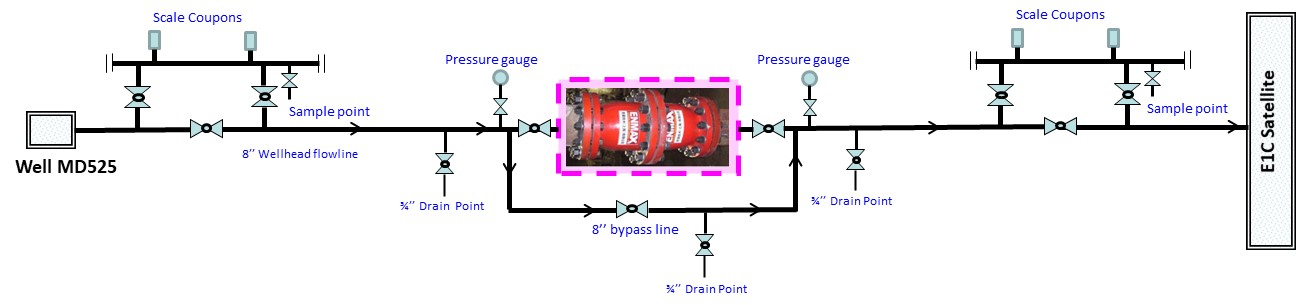 Scale Coupons
Pressure gauge
Sample point
8’’ Wellhead flowline
Well MD525
¾’’ Drain Point
ENMAX
ENMAX
8’’ bypass line
¾’’ Drain Point
Pressure gauge
¾’’ Drain Point
Scale Coupons
Sample point
E1C Satellite